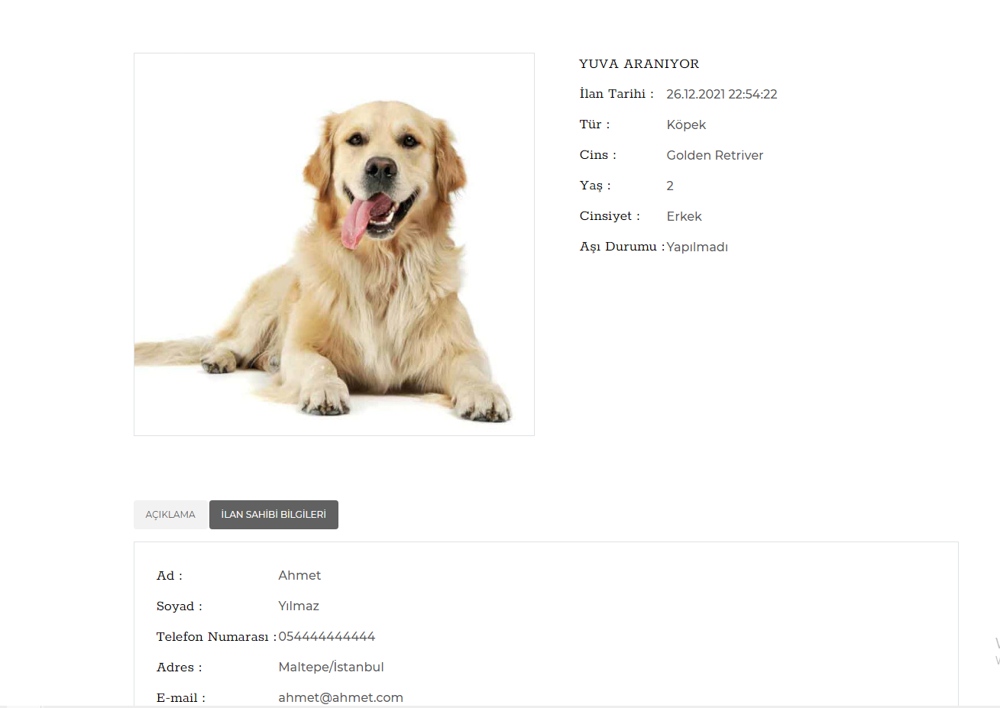 YUVA ARANIYOR
İlan Tarihi : 26.12.2021 22:54:22
Tür : Köpek
Cins : Golden Retriver
Yaş : 2
Cinsiyet : Erkek
Aşı Durumu : Yapılmadı
AÇIKLAMA İLAN SAHİBİ BİLGİLERİ
Ad : Ahmet
Soyad : Yılmaz
Telefon Numarası : 054444444444
Adres : Maltepe/İstanbul
E-mail : ahmet@ahmet.com